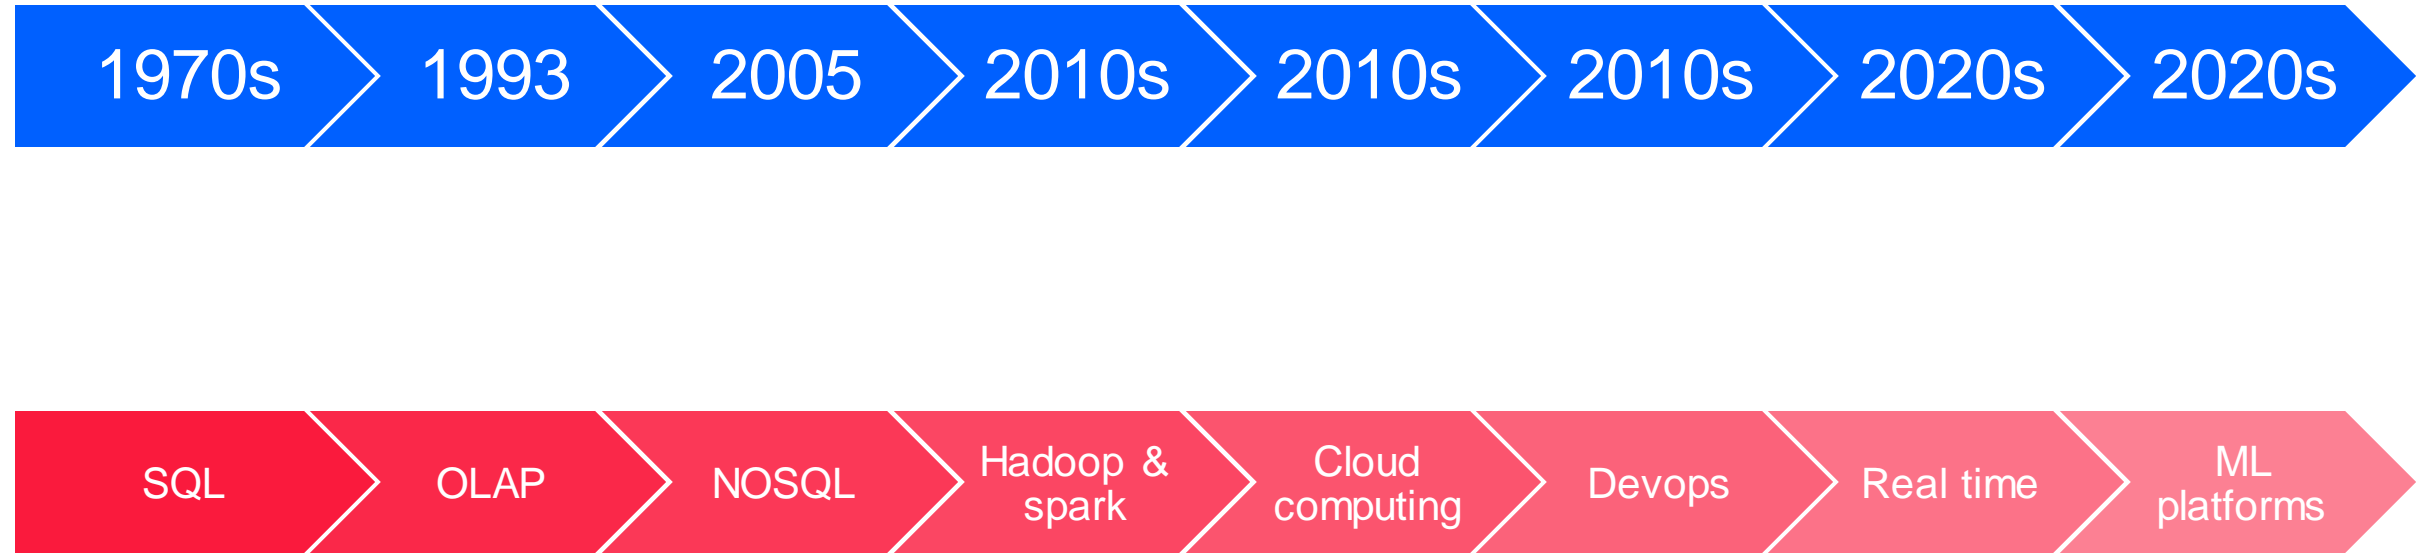 1970s
1993
2005
2010s
2010s
2010s
2020s
2020s
SQL
OLAP
NOSQL
Hadoop &
spark
Cloud
computing
Devops
Real time
ML
platforms